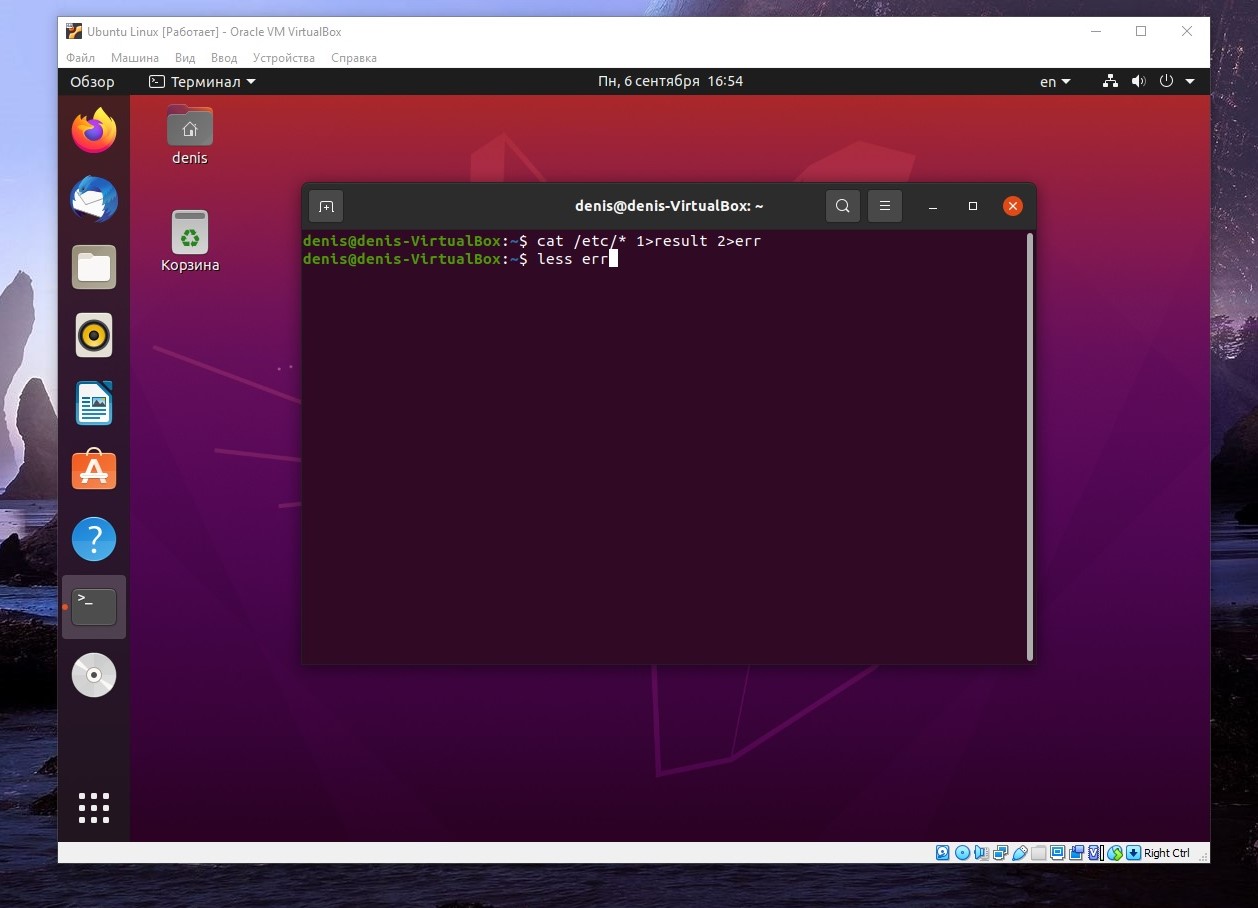 Ubuntu Linux [Работает] - Oracle VM VirtualBox
Файл Машина Вид Ввод Устройства Справка
Обзор Терминал Пн, 6 сентября 16:54 en
denis
Корзина
denis@denis-VirtualBox: ~
denis@denis-VirtualBox:~$ cat /etc/* 1>result 2>err
denis@denis-VirtualBox:~$ less err
Right Ctrl